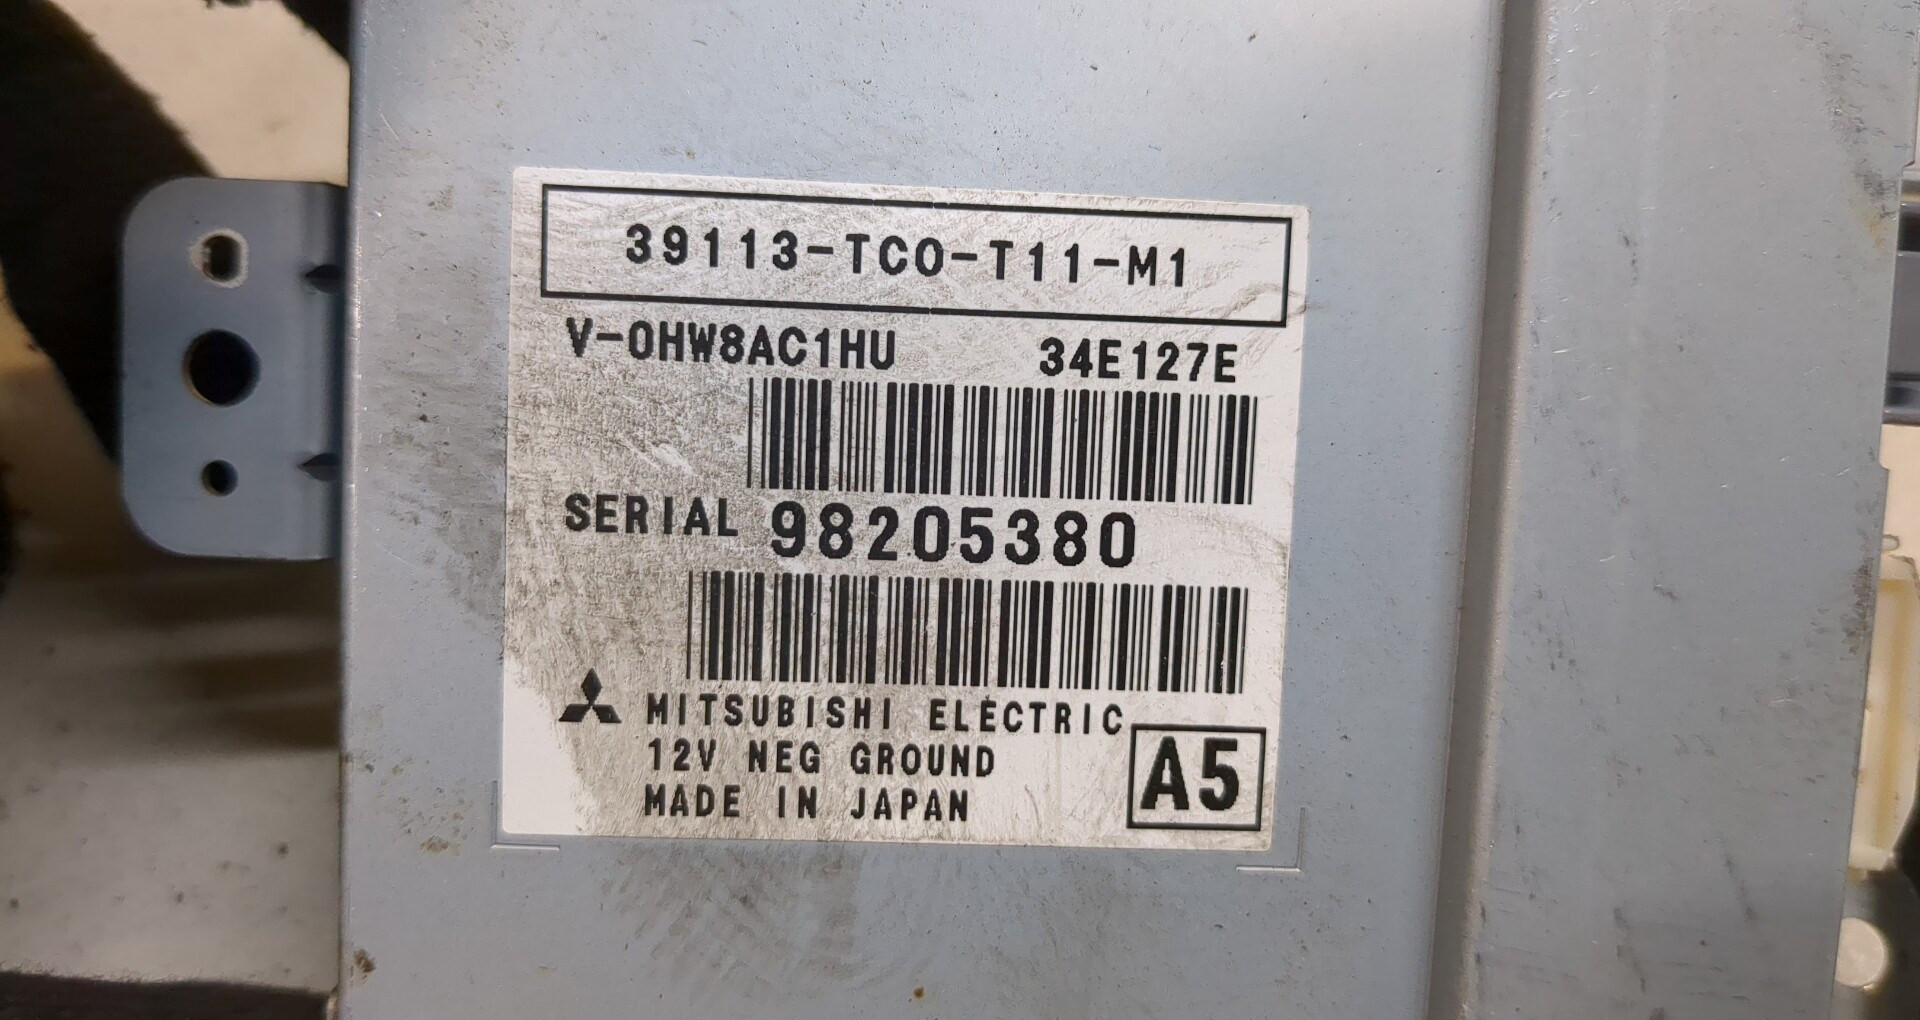 39113-TC0-T11-M1
V-0HW8AC1HU 34E127E
SERIAL 98205380
MITSUBISHI ELECTRIC
12V NEG GROUND
MADE IN JAPAN
A5